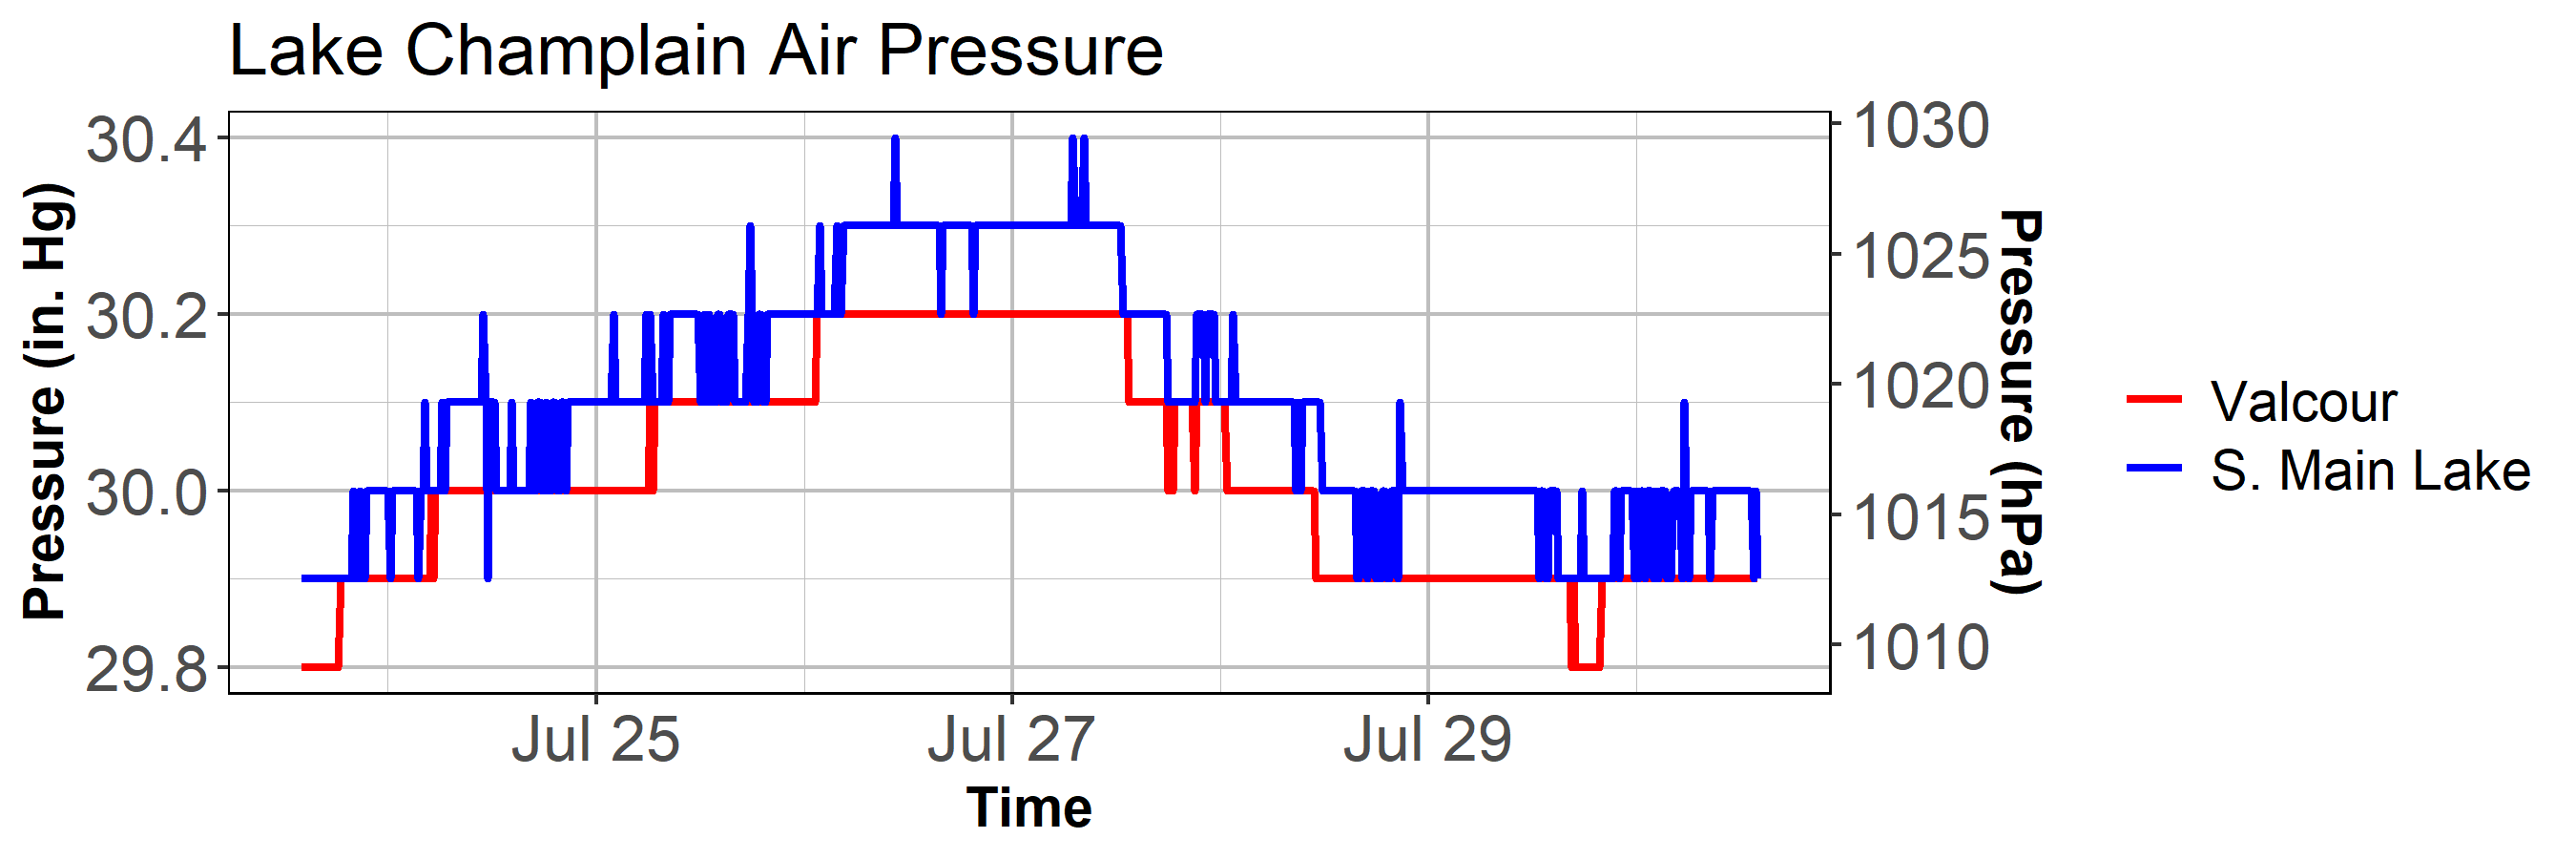 Lake Champlain Air Pressure
Pressure (in. Hg)
30.4
30.2
30.0
29.8
1030
1025
1020
1015
1010
Pressure (hPa)
Jul 25
Jul 27
Jul 29
Time
Valcour
S. Main Lake